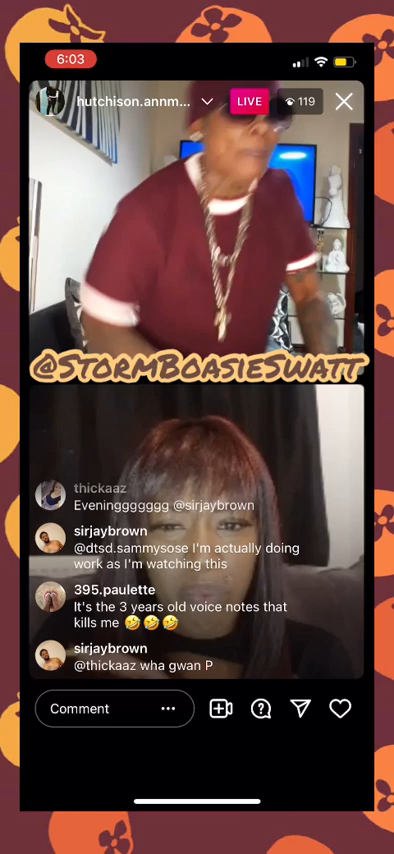 6:03
hutchison.annm...
LIVE
119
@StormBoasieSwatt
thickaaz
Eveninggggggg @sirjaybrown
sirjaybrown
@dtsd.sammysose I'm actually doing
work as I'm watching this
395.paulette
It's the 3 years old voice notes that
kills me 🤣🤣🤣
sirjaybrown
@thickaaz wha gwan P
Comment